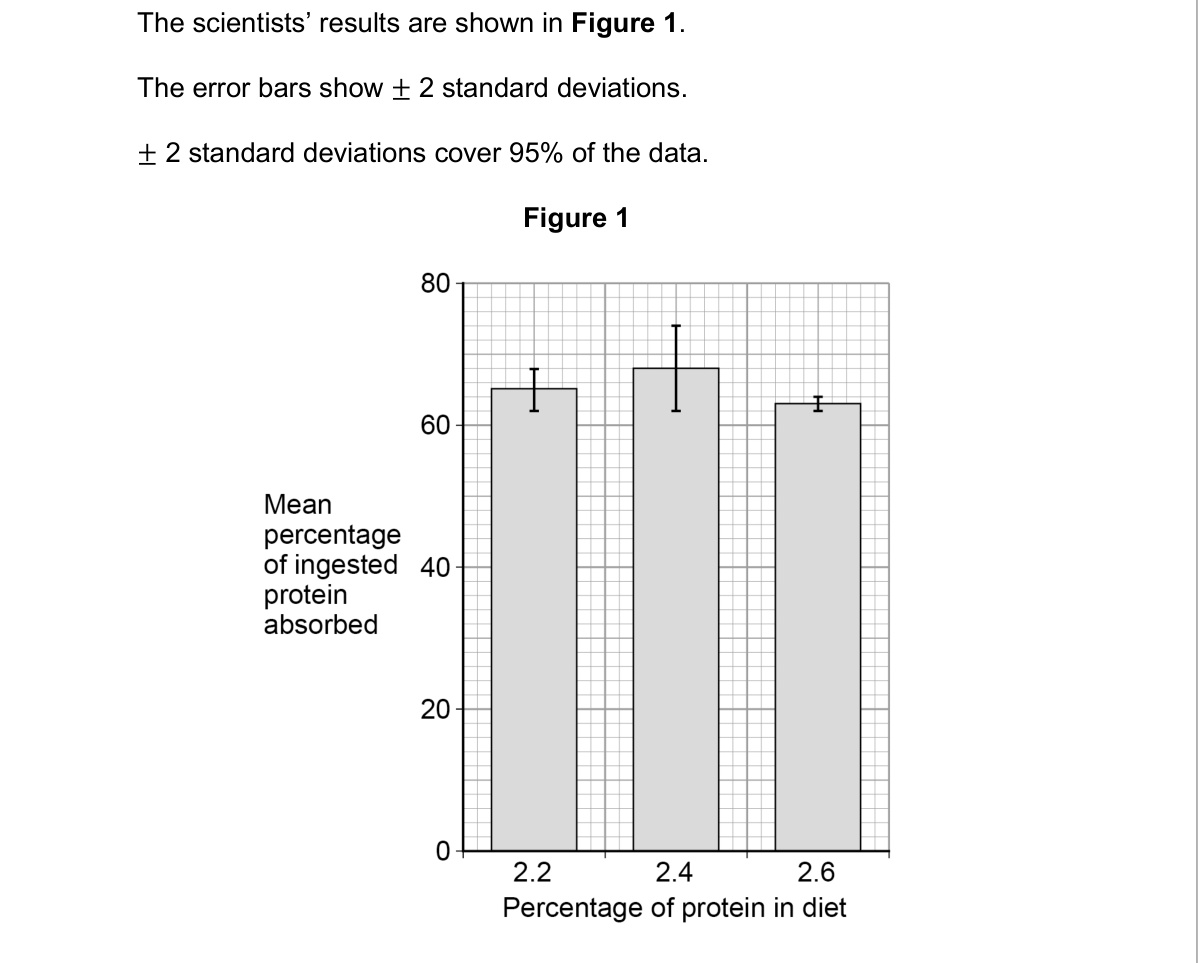 The scientists’ results are shown in Figure 1.
The error bars show ± 2 standard deviations.
± 2 standard deviations cover 95% of the data.
Figure 1
80
60
Mean
percentage
of ingested
protein
absorbed
40
20
0
2.2 2.4 2.6
Percentage of protein in diet